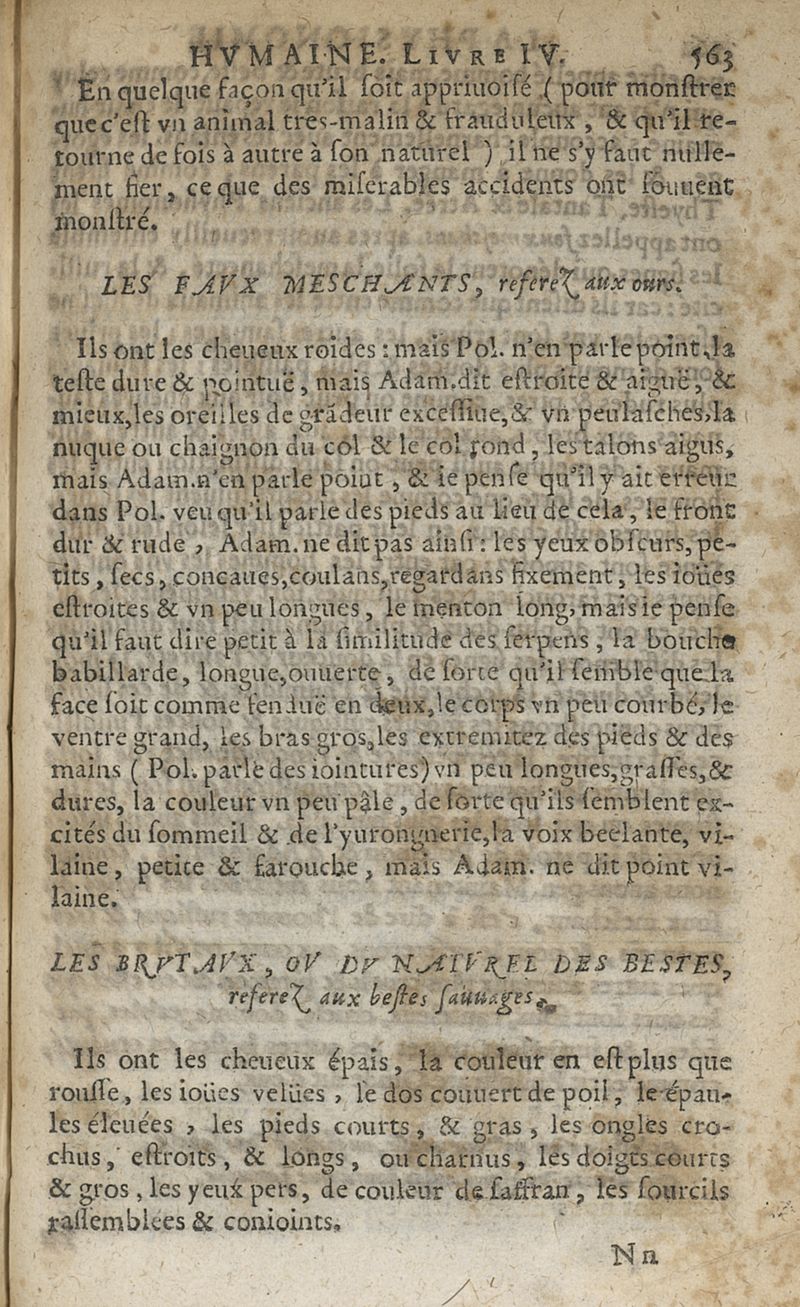 HVMAINE. LIVRE IV. 563
En quelque façon qu'il ſoit appriuoiſé ( pour monſtrer
que c'eſt vn animal tres-malin & frauduleux , & qu'il re-
tourne de fois à autre à ſon naturel ) il ne s'y faut nulle-
ment fier, ce que des miſerables accidents ont ſouuent
monſtré.
LES FAVX MESCHANTS, referez aux ours.
Ils ont les cheueux roides : mais Pol. n'en parle point, la
teſte dure & pointuë , mais Adam. dit eſtroite & aiguë , &
mieux, les oreilles de grãdeur exceſſiue, & vn peu laſches, la
nuque ou chaignon du col & le col rond , les talons aigus,
mais Adam. n'en parle point , & ie penſe qu'il y ait erreur
dans Pol. veu qu'il parle des pieds au lieu de cela , le front
dur & rude , Adam. ne dit pas ainſi : les yeux obſcurs, pe-
tits , ſecs , concaues, coulans, regardans fixement , les ioües
eſtroites & vn peu longues , le menton long, mais ie penſe
qu'il faut dire petit à la ſimilitude des ſerpens , la bouche
babillarde, longue, ouuerte , de ſorte qu'il ſemble que la
face ſoit comme fenduë en deux, le corps vn peu courbé, le
ventre grand, les bras gros, les extremitez des pieds & des
mains ( Pol. parle des iointures) vn peu longues, graſſes, &
dures, la couleur vn peu pâle , de ſorte qu'ils ſemblent ex-
cités du ſommeil & de l'yurongnerie, la voix beelante, vi-
laine , petite & farouche , mais Adam. ne dit point vi-
laine.
LES BRVTAVX , OV DV NATVREL DES BESTES,
referez aux beſtes ſauuages.
Ils ont les cheueux épais , la couleur en eſt plus que
rouſſe , les ioües veluës , le dos couuert de poil , le épau-
les éleuées , les pieds courts , & gras , les ongles cro-
chus , eſtroits , & longs , ou charnus , les doigts courts
& gros , les yeux pers , de couleur de ſaffran , les ſourcils
raſſemblees & conioints.
Nn